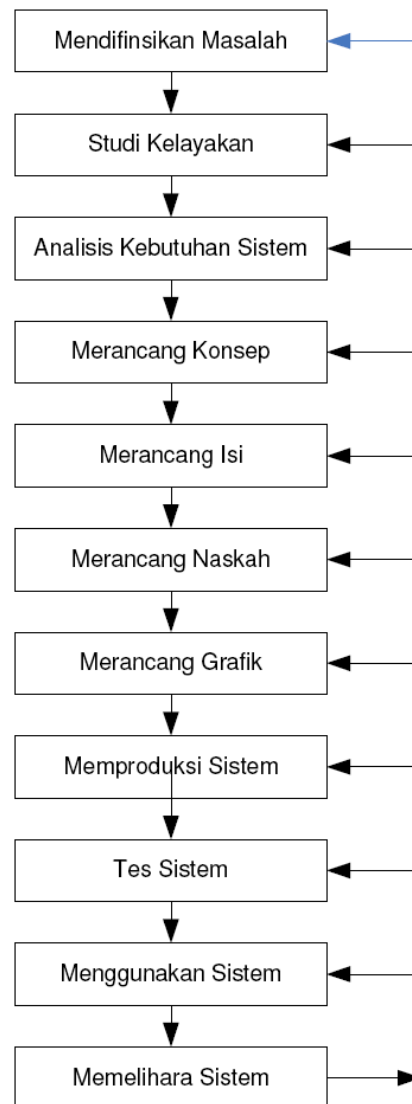 Mendifinsikan Masalah
Studi Kelayakan
Analisis Kebutuhan Sistem
Merancang Konsep
Merancang Isi
Merancang Naskah
Merancang Grafik
Memproduksi Sistem
Tes Sistem
Menggunakan Sistem
Memelihara Sistem